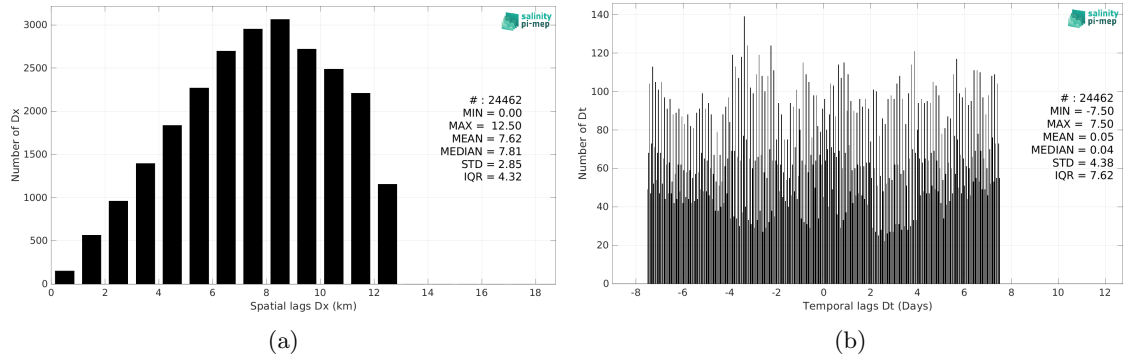 3000
2500
2000
1500
1000
500
0
Number of Dx
0 2 4 6 8 10 12 14 16 18
Spatial lags Dx (km)
salinity
pi-mep
# : 24462
MIN = 0.00
MAX = 12.50
MEAN = 7.62
MEDIAN = 7.81
STD = 2.85
IQR = 4.32
(a)
140
120
100
80
60
40
20
0
Number of Dt
-8 -6 -4 -2 0 2 4 6 8 10 12
Temporal lags Dt (Days)
salinity
pi-mep
# : 24462
MIN = -7.50
MAX = 7.50
MEAN = 0.05
MEDIAN = 0.04
STD = 4.38
IQR = 7.62
(b)